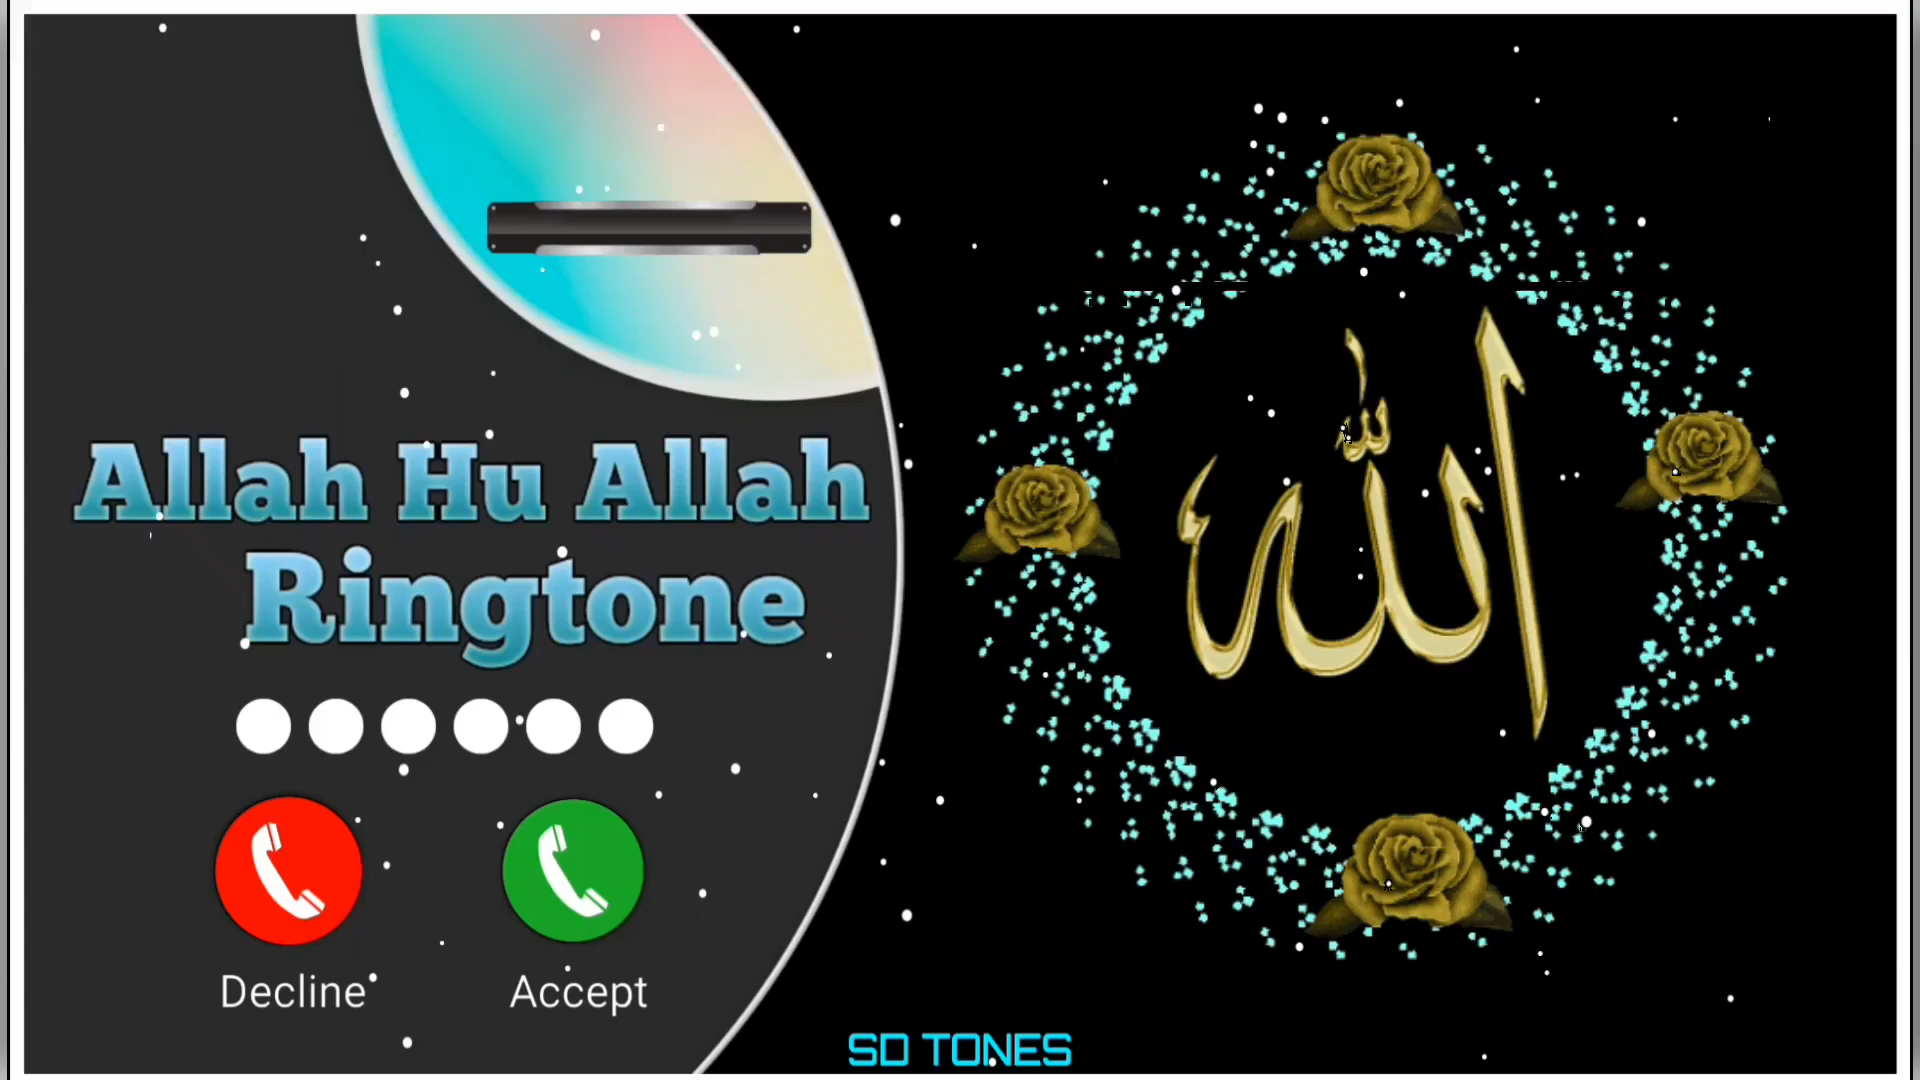 Allah Hu Allah
Ringtone
Decline Accept
الله
SD TONES